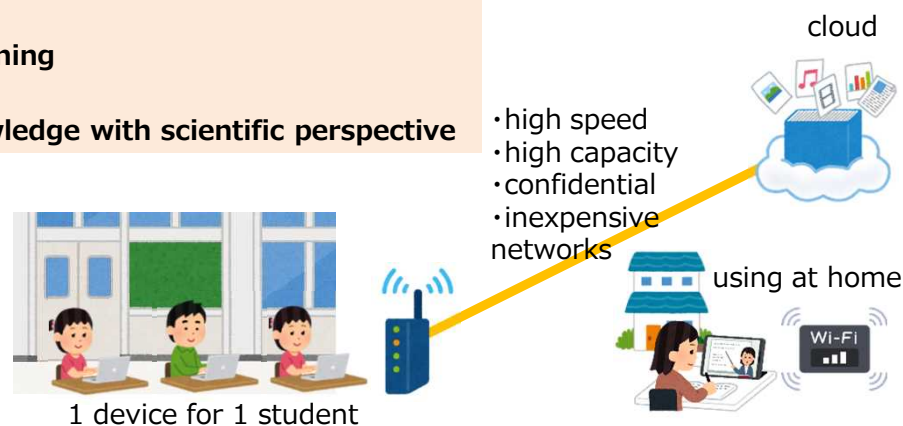 cloud
ning
wledge with scientific perspective
・high speed
・high capacity
・confidential
・inexpensive
networks
using at home
Wi-Fi
1 device for 1 student